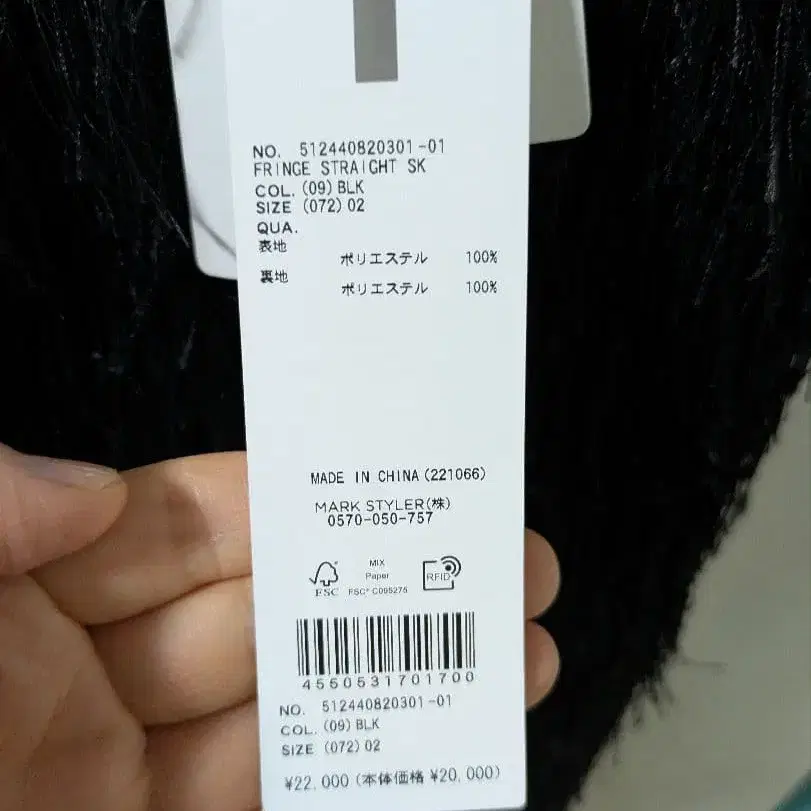 NO. 512440820301-01
FRINGE STRAIGHT SK
COL. (09) BLK
SIZE (072) 02
QUA.
表地 ポリエステル 100%
裏地 ポリエステル 100%
MADE IN CHINA (221066)
MARK STYLER(株)
0570-050-757
FSC MIX Paper FSC® C095275 RFID
4550531701700
NO. 512440820301-01
COL. (09) BLK
SIZE (072) 02
¥22,000 (本体価格 ¥20,000)